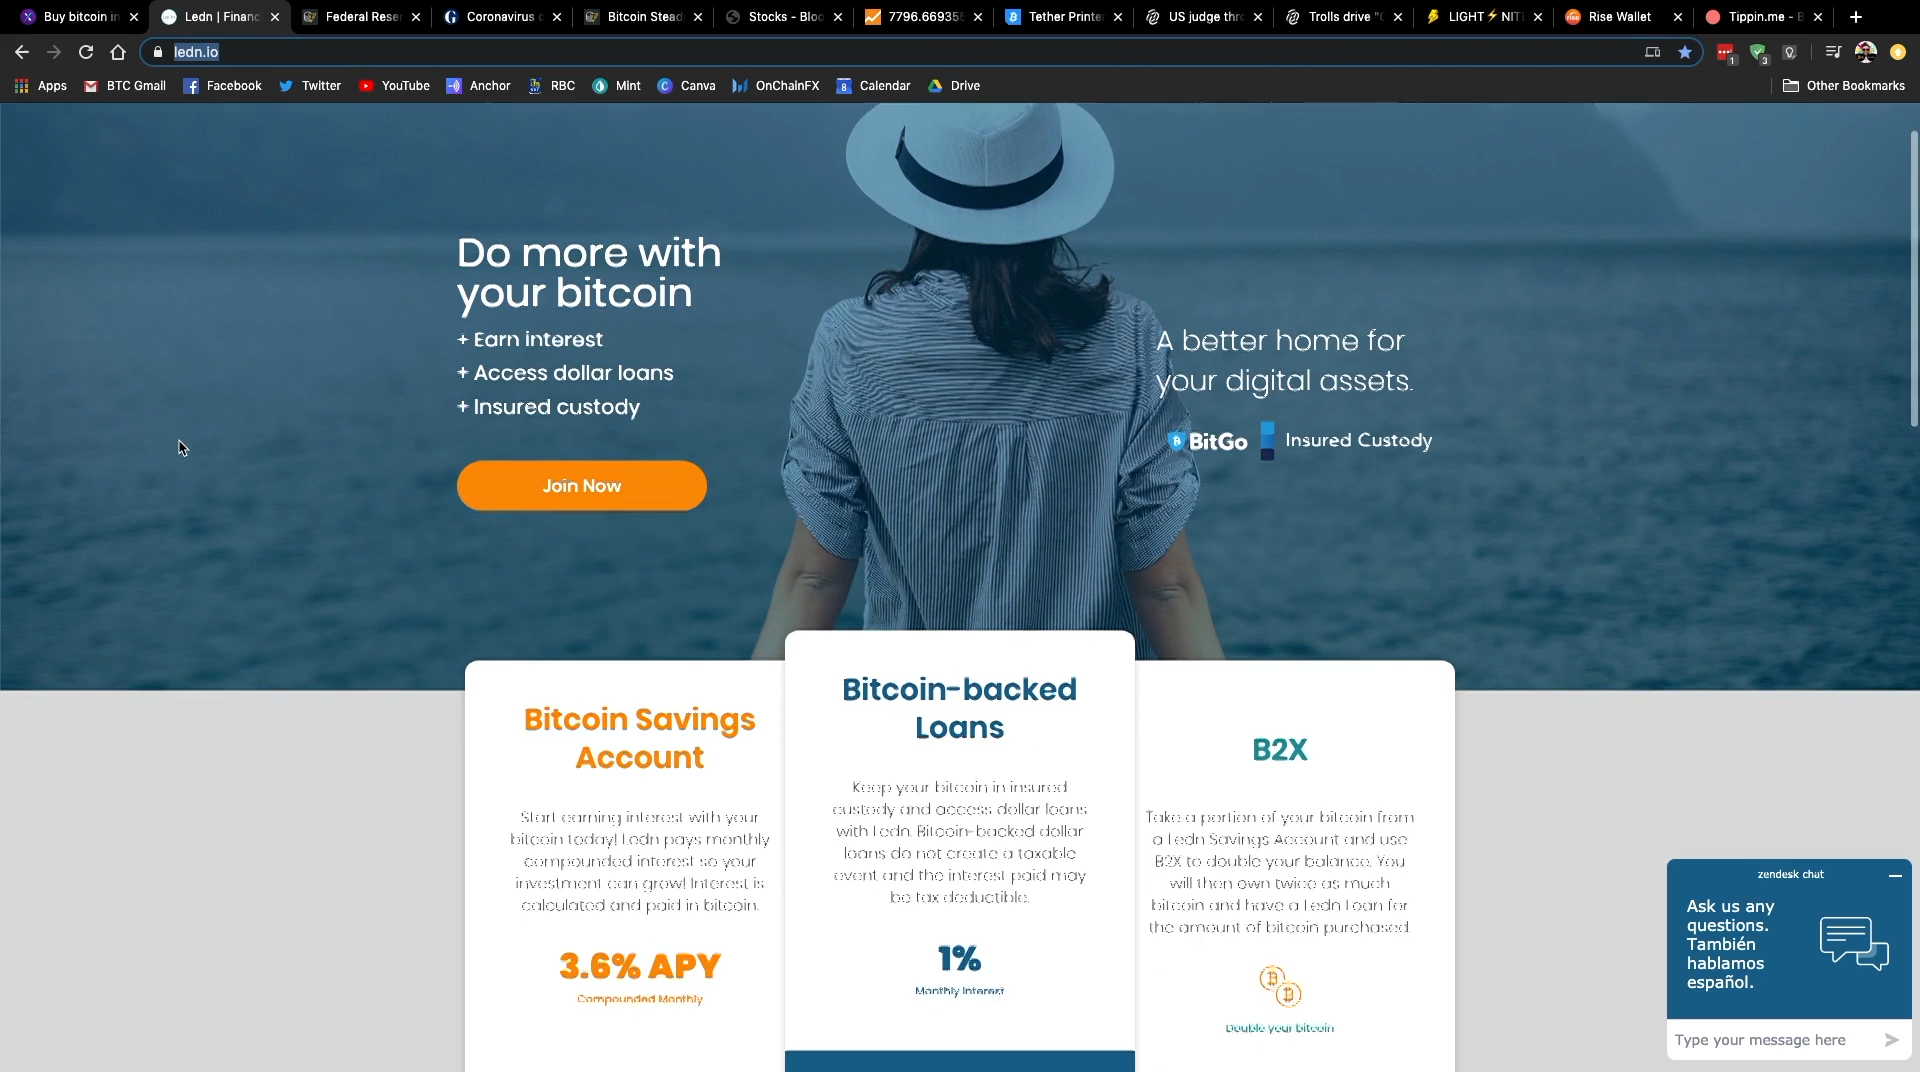 Buy bitcoin in
Ledn | Financ
Federal Reser
Coronavirus c
Bitcoin Stead
Stocks - Bloo
7796.669355
Tether Printe
US judge thro
Trolls drive "C
LIGHT⚡NIT
Rise Wallet
Tippin.me - B
ledn.io
1
3
Apps
BTC Gmail
Facebook
Twitter
YouTube
Anchor
RBC
Mint
Canva
OnChainFX
8
Calendar
Drive
Other Bookmarks
Do more with
your bitcoin
+ Earn interest
+ Access dollar loans
+ Insured custody
Join Now
A better home for
your digital assets.
BitGo
Insured Custody
Bitcoin Savings
Account
Start earning interest with your
bitcoin today! Ledn pays monthly
compounded interest so your
investment can grow! Interest is
calculated and paid in bitcoin.
3.6% APY
Compounded Monthly
Bitcoin-backed
Loans
Keep your bitcoin in insured
custody and access dollar loans
with Ledn. Bitcoin-backed dollar
loans do not create a taxable
event and the interest paid may
be tax deductible.
1%
Monthly Interest
B2X
Take a portion of your bitcoin from
a Ledn Savings Account and use
B2X to double your balance. You
will then own twice as much
bitcoin and have a Ledn Loan for
the amount of bitcoin purchased.
Double your bitcoin
zendesk chat
Ask us any
questions.
También
hablamos
español.
Type your message here